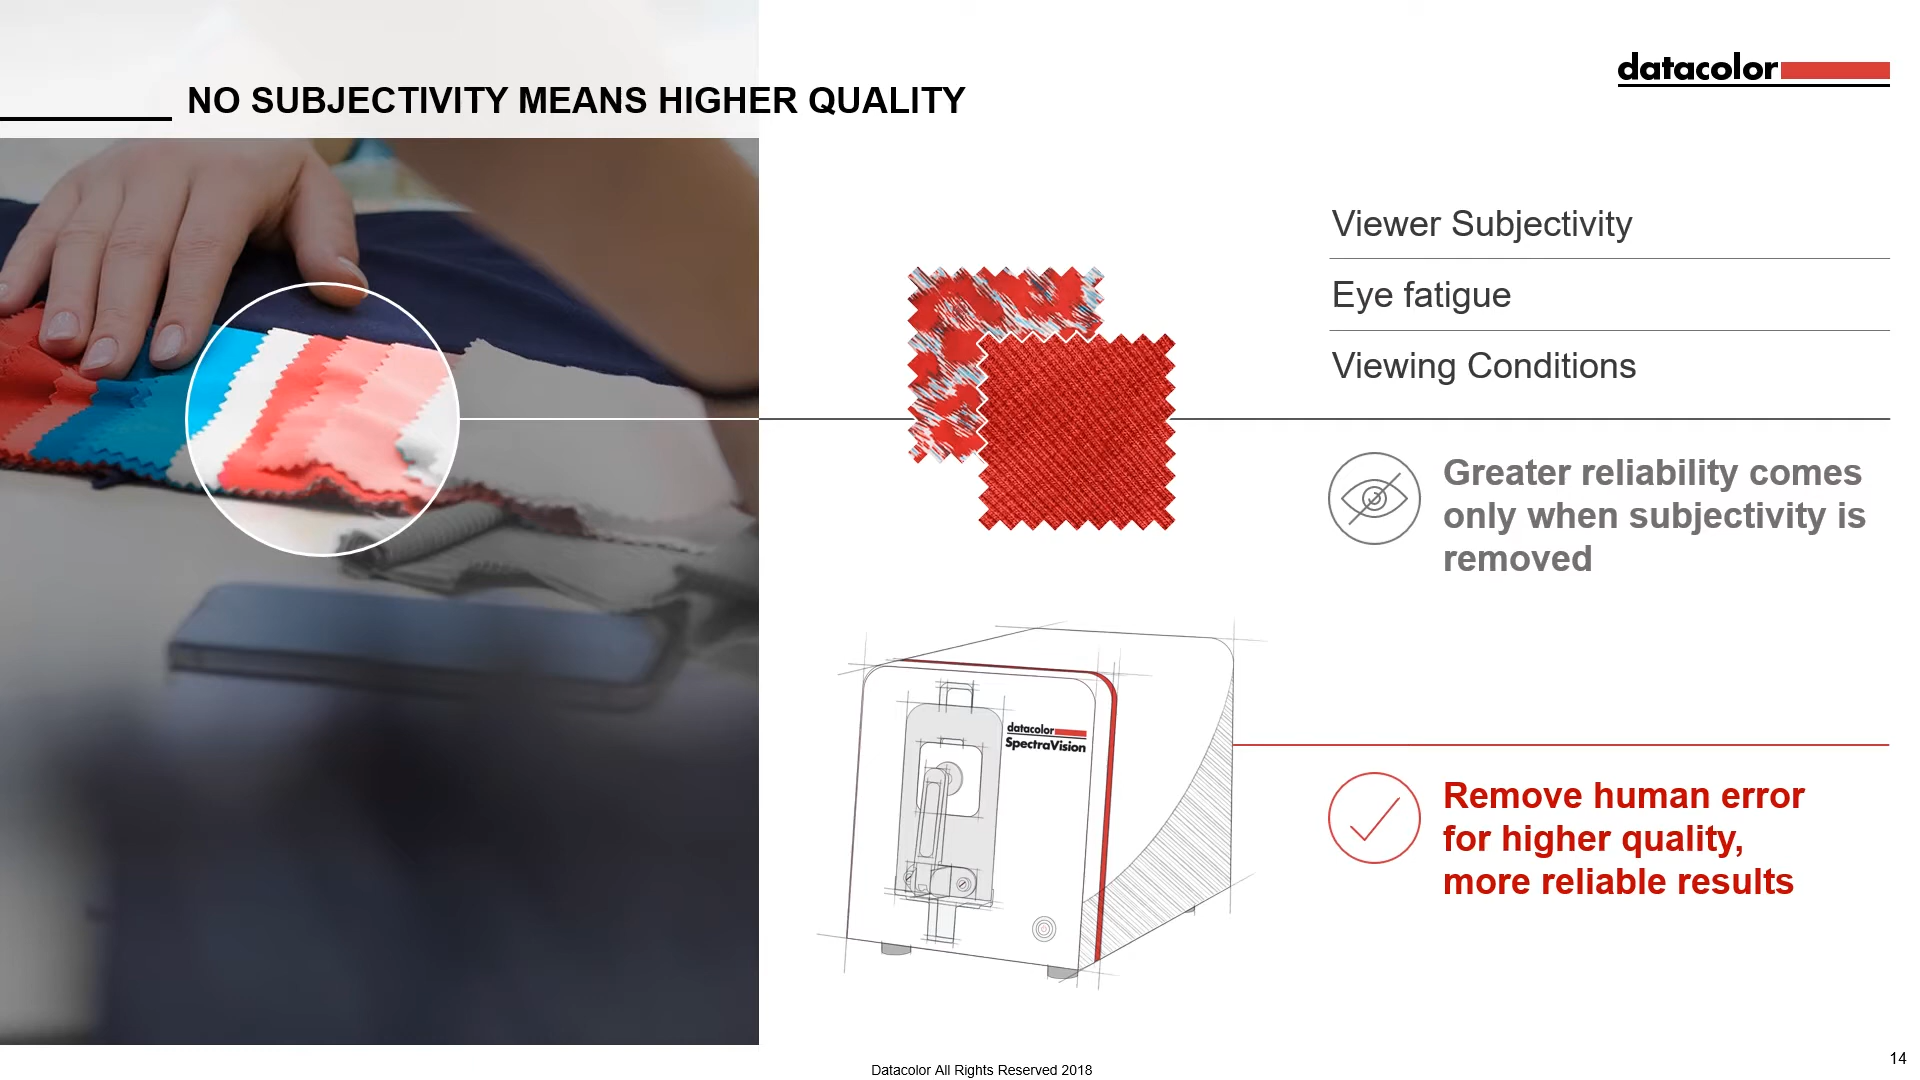 NO SUBJECTIVITY MEANS HIGHER QUALITY
datacolor
Viewer Subjectivity
Eye fatigue
Viewing Conditions
Greater reliability comes
only when subjectivity is
removed
datacolor
SpectraVision
Remove human error
for higher quality,
more reliable results
Datacolor All Rights Reserved 2018
14